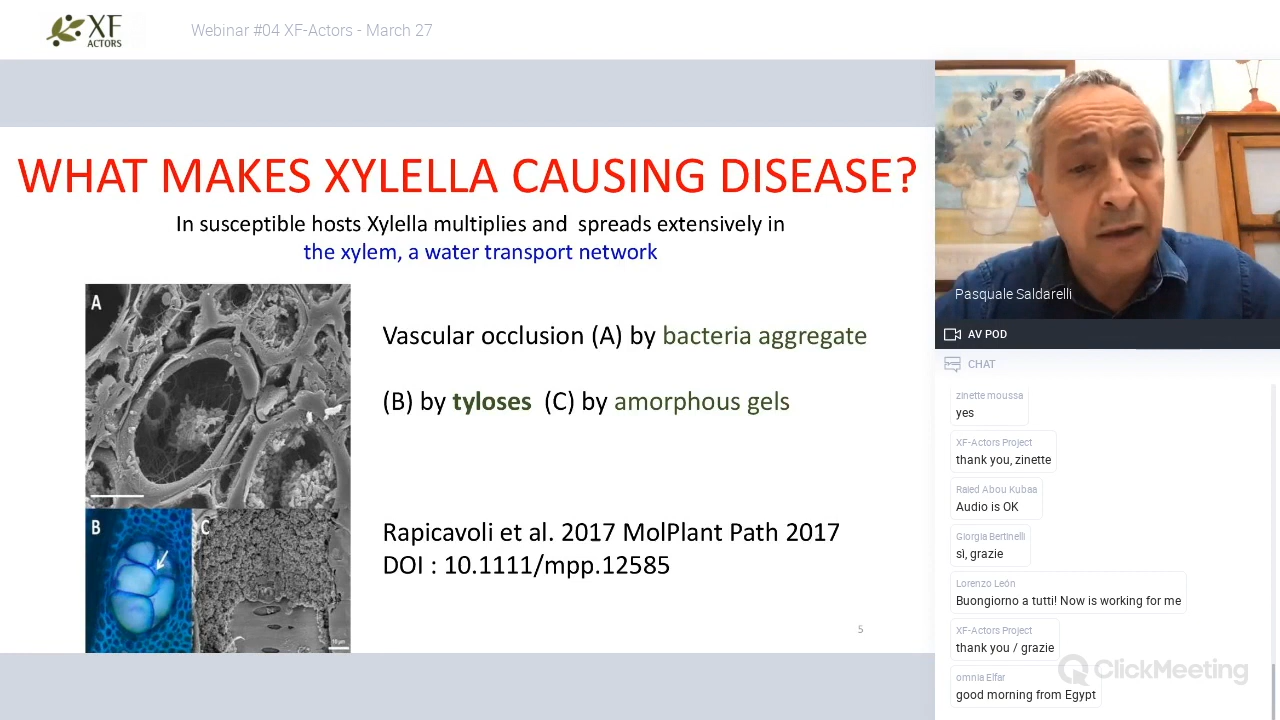 XF
ACTORS
Webinar #04 XF-Actors - March 27
WHAT MAKES XYLELLA CAUSING DISEASE?
In susceptible hosts Xylella multiplies and spreads extensively in
the xylem, a water transport network
A
B
C
10 µm
Vascular occlusion (A) by bacteria aggregate
(B) by tyloses (C) by amorphous gels
Rapicavoli et al. 2017 MolPlant Path 2017
DOI : 10.1111/mpp.12585
5
Pasquale Saldarelli
AV POD
CHAT
zinette moussa
yes
XF-Actors Project
thank you, zinette
Raied Abou Kubaa
Audio is OK
Giorgia Bertinelli
sì, grazie
Lorenzo León
Buongiorno a tutti! Now is working for me
XF-Actors Project
thank you / grazie
omnia Elfar
good morning from Egypt
ClickMeeting